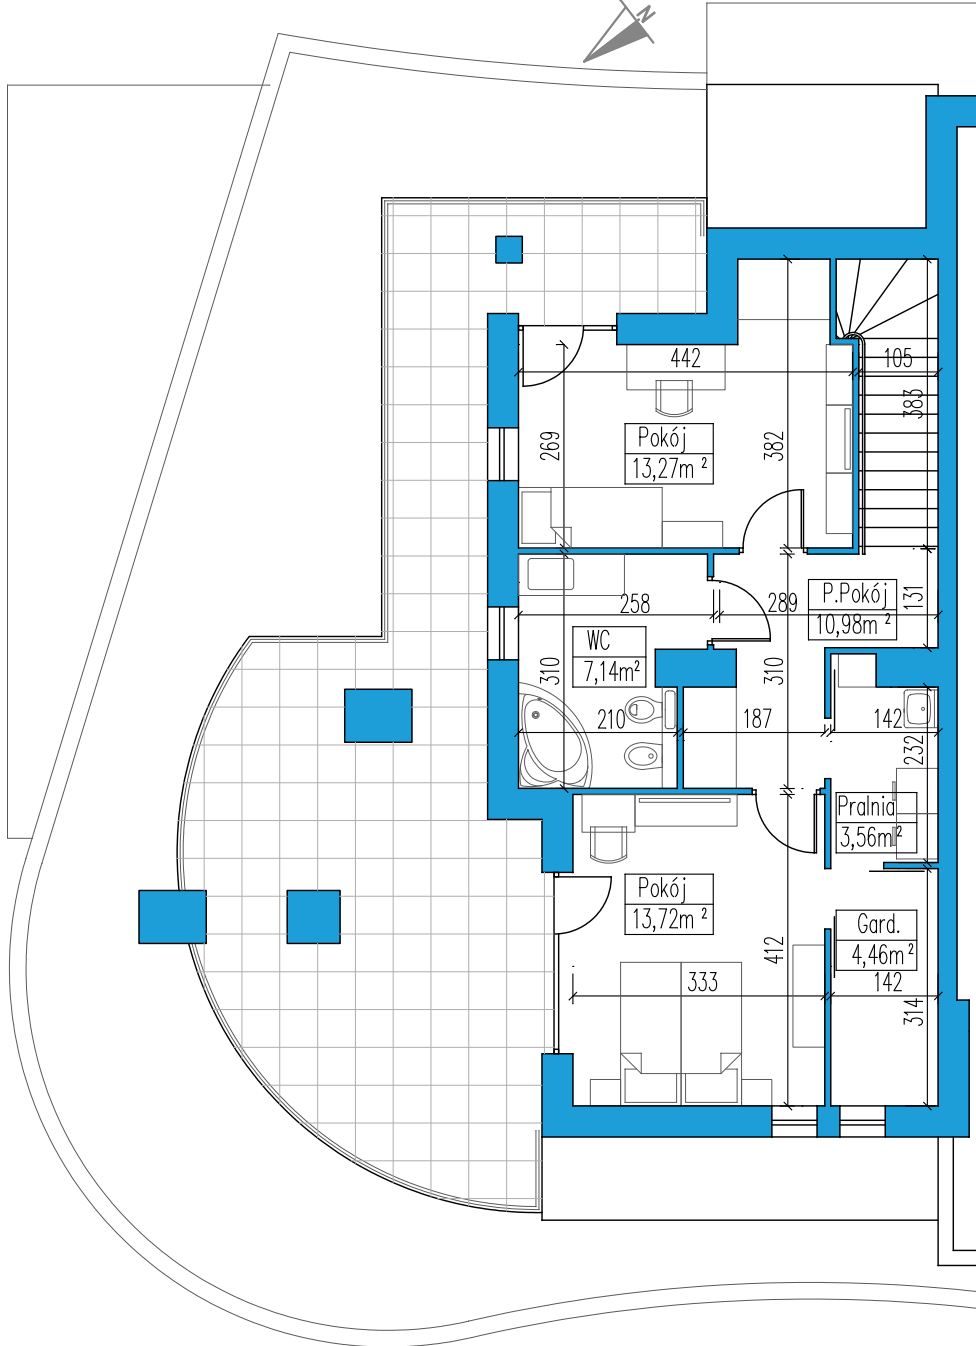 N
442
105
383
Pokój
13,27m²
269
382
258
289
P.Pokój
10,98m²
131
WC
7,14m²
310
310
210
187
142
232
Pralnia
3,56m²
Pokój
13,72m²
Gard.
4,46m²
412
333
142
314